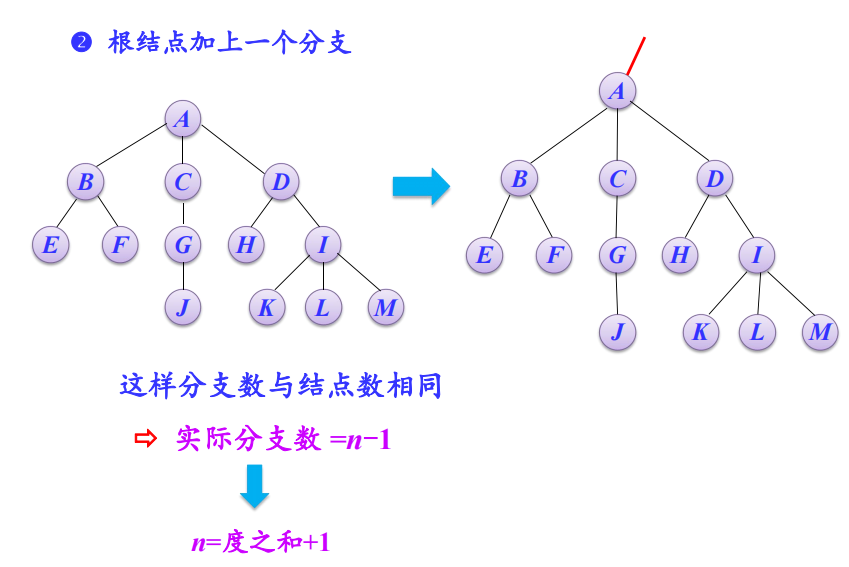 ❷ 根结点加上一个分支
A
B C D
E F G H I
J K L M
A
B C D
E F G H I
J K L M
这样分支数与结点数相同
⇨ 实际分支数 =n−1
n=度之和+1